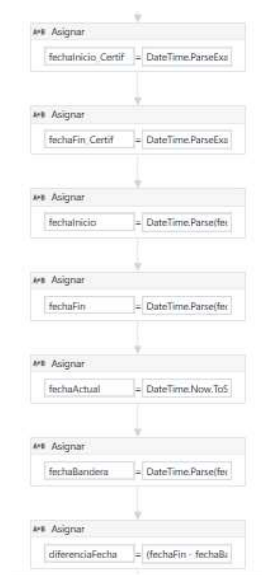 A+B Asignar
fechaInicio_Certif = DateTime.ParseExa
A+B Asignar
fechaFin_Certif = DateTime.ParseExa
A+B Asignar
fechaInicio = DateTime.Parse(fe
A+B Asignar
fechaFin = DateTime.Parse(fe
A+B Asignar
fechaActual = DateTime.Now.ToS
A+B Asignar
fechaBandera = DateTime.Parse(fe
A+B Asignar
diferenciaFecha = (fechaFin - fechaBa